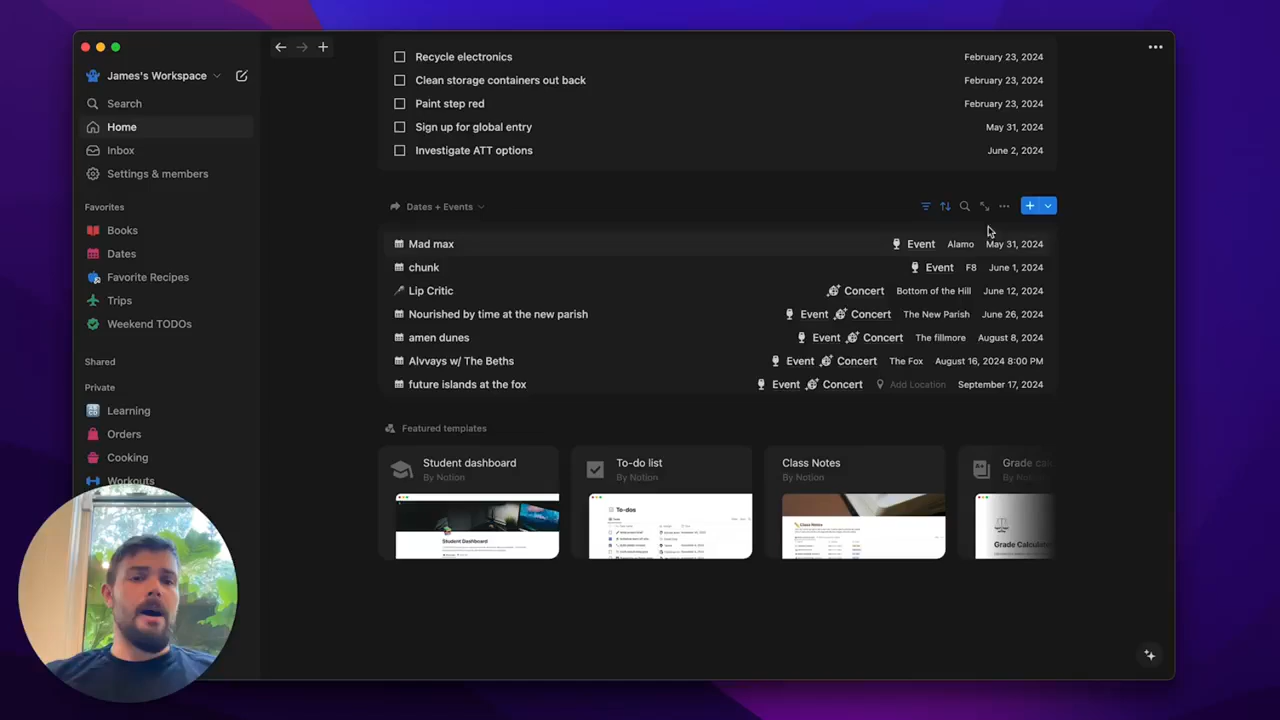 James's Workspace
Search
Home
Inbox
Settings & members
Favorites
Books
Dates
Favorite Recipes
Trips
Weekend TODOs
Shared
Private
Learning
Orders
Cooking
Workouts
Recycle electronics February 23, 2024
Clean storage containers out back February 23, 2024
Paint step red February 23, 2024
Sign up for global entry May 31, 2024
Investigate ATT options June 2, 2024
Dates + Events
Mad max Event Alamo May 31, 2024
chunk Event F8 June 1, 2024
Lip Critic Concert Bottom of the Hill June 12, 2024
Nourished by time at the new parish Event Concert The New Parish June 26, 2024
amen dunes Event Concert The fillmore August 8, 2024
Alvvays w/ The Beths Event Concert The Fox August 16, 2024 8:00 PM
future islands at the fox Event Concert Add Location September 17, 2024
Featured templates
Student dashboard
By Notion
Student Dashboard
To-do list
By Notion
To-dos
Class Notes
By Notion
Class Notes
Grade calc
By Notion
Grade Calculato